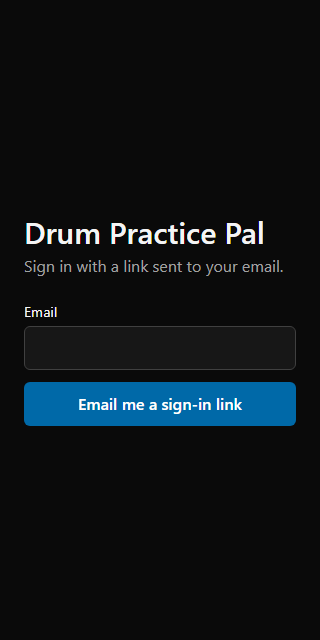 Drum Practice Pal
Sign in with a link sent to your email.
Email
Email me a sign-in link